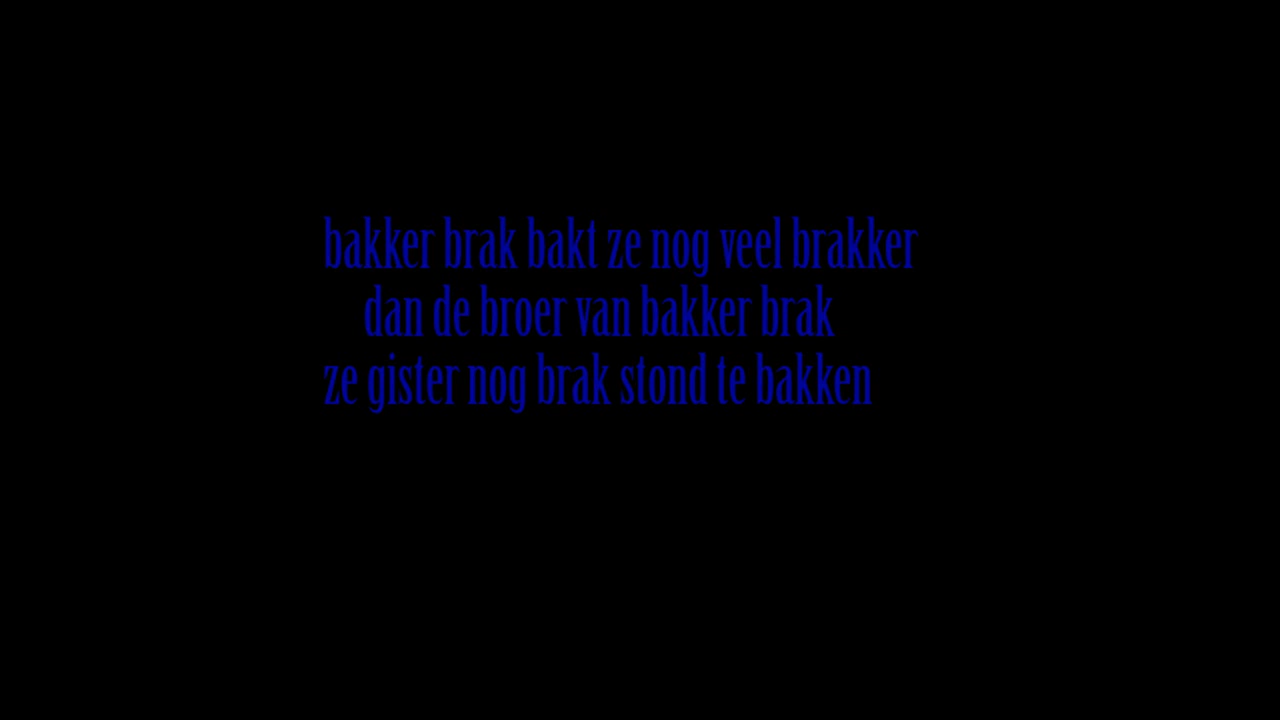 bakker brak bakt ze nog veel brakker
dan de broer van bakker brak
ze gister nog brak stond te bakken